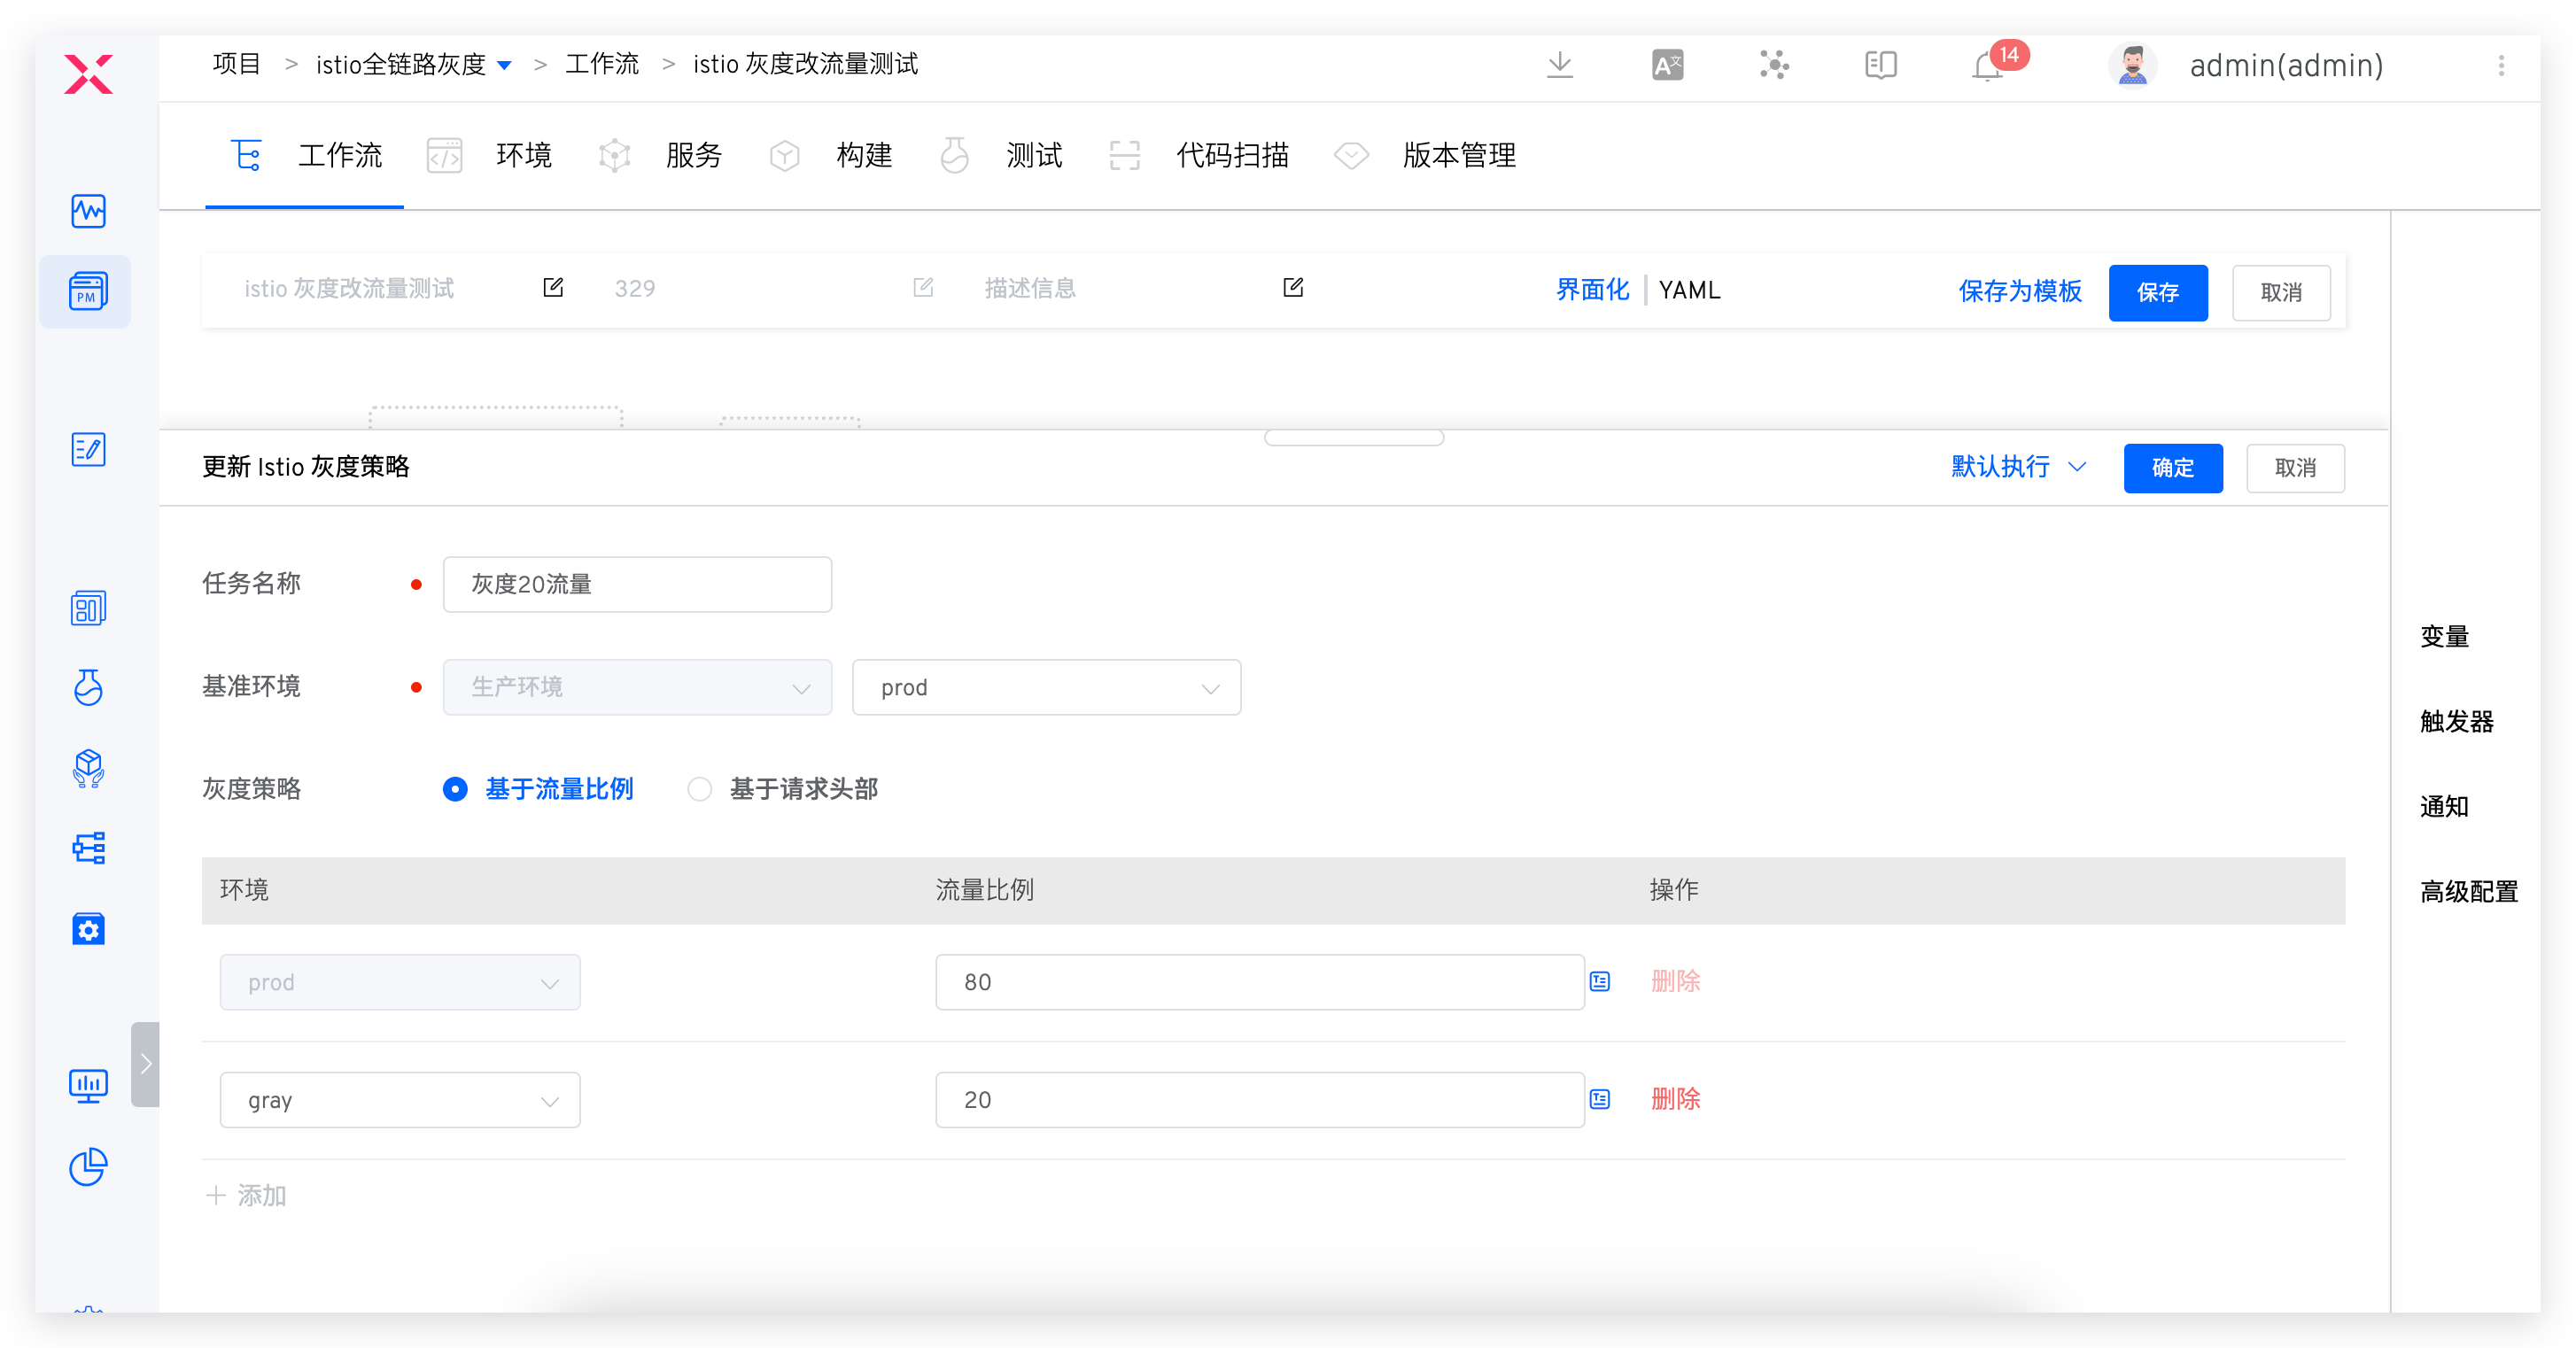 项目 > istio全链路灰度 > 工作流 > istio 灰度改流量测试
A文
14
admin(admin)
工作流 环境 服务 构建 测试 代码扫描 版本管理
PM
istio 灰度改流量测试 329 描述信息 界面化 | YAML 保存为模板 保存 取消
更新 Istio 灰度策略 默认执行 确定 取消
任务名称 灰度20流量
基准环境 生产环境 prod
灰度策略 基于流量比例 基于请求头部
环境 流量比例 操作
prod 80 删除
gray 20 删除
+ 添加
变量
触发器
通知
高级配置